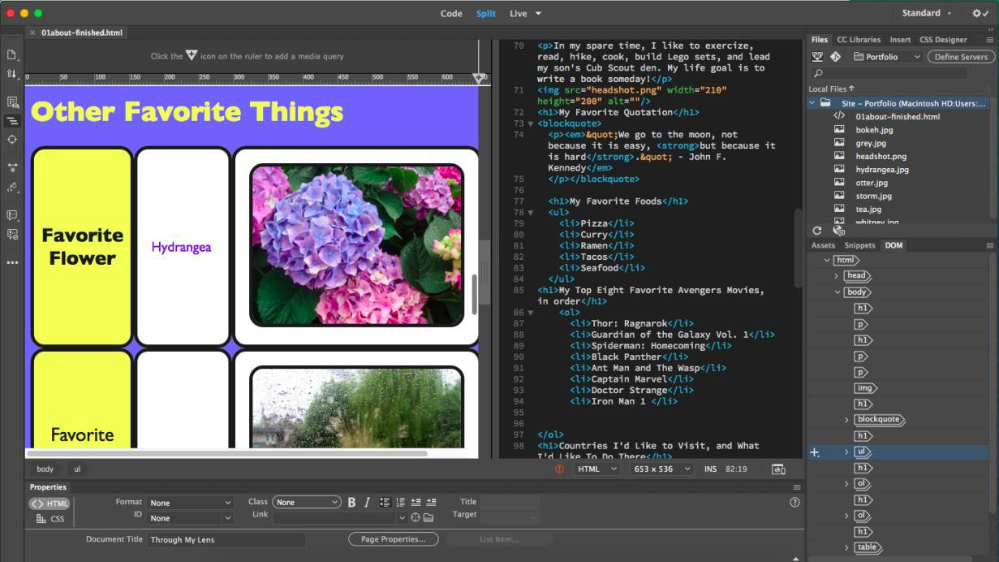 Code Split Live Standard
× 01about-finished.html
Click the icon on the ruler to add a media query
0 50 100 150 200 250 300 350 400 450 500 550 600
Other Favorite Things
Favorite
Flower
Hydrangea
Favorite
70 <p>In my spare time, I like to exercize,
read, hike, cook, build Lego sets, and lead
my son's Cub Scout den. My life goal is to
write a book someday!</p>
71 <img src="headshot.png" width="210"
height="200" alt=""/>
72 <h1>My Favorite Quotation</h1>
73 <blockquote>
74 <p><em>&quot;We go to the moon, not
because it is easy, <strong>but because it
is hard</strong>.&quot; - John F.
Kennedy</em>
75 </p></blockquote>
76
77 <h1>My Favorite Foods</h1>
78 <ul>
79 <li>Pizza</li>
80 <li>Curry</li>
81 <li>Ramen</li>
82 <li>Tacos</li>
83 <li>Seafood</li>
84 </ul>
85 <h1>My Top Eight Favorite Avengers Movies,
in order</h1>
86 <ol>
87 <li>Thor: Ragnarok</li>
88 <li>Guardian of the Galaxy Vol. 1</li>
89 <li>Spiderman: Homecoming</li>
90 <li>Black Panther</li>
91 <li>Ant Man and The Wasp</li>
92 <li>Captain Marvel</li>
93 <li>Doctor Strange</li>
94 <li>Iron Man 1 </li>
95
96
97 </ol>
98 <h1>Countries I'd Like to Visit, and What
I'd Like To Do There</h1>
Files CC Libraries Insert CSS Designer
Portfolio Define Servers
Local Files
Site – Portfolio (Macintosh HD:Users:...
01about-finished.html
bokeh.jpg
grey.jpg
headshot.png
hydrangea.jpg
otter.jpg
storm.jpg
tea.jpg
whitney.jpg
Assets Snippets DOM
html
head
body
h1
p
h1
p
p
img
h1
blockquote
h1
ul
h1
ol
h1
ol
h1
table
body ul HTML 653 x 536 INS 82:19
Properties
<> HTML Format None Class None B I Title
CSS ID None Link Target
Document Title Through My Lens Page Properties... List Item...